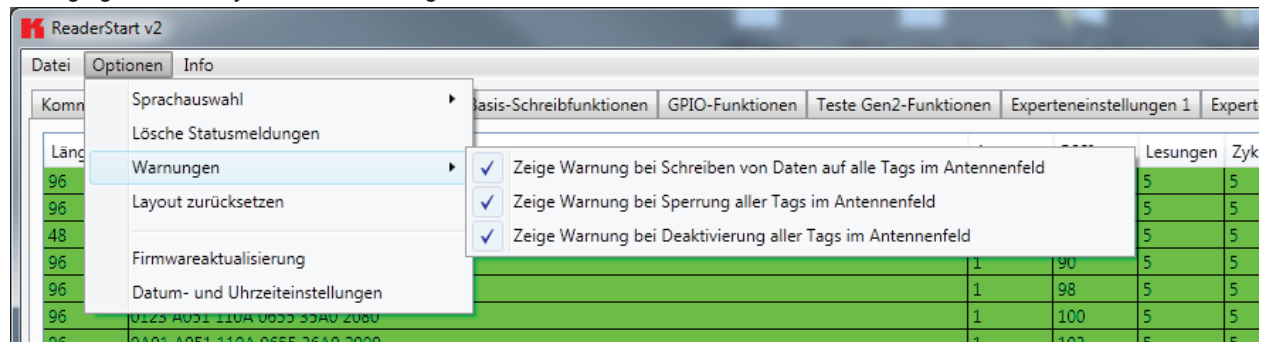 ReaderStart v2
Datei Optionen Info
Sprachauswahl
Basis-Schreibfunktionen GPIO-Funktionen Teste Gen2-Funktionen Experteneinstellungen 1
Lösche Statusmeldungen
Lesungen
Warnungen
Zeige Warnung bei Schreiben von Daten auf alle Tags im Antennenfeld
96 5 5
Layout zurücksetzen
Zeige Warnung bei Sperrung aller Tags im Antennenfeld
96 5 5
Zeige Warnung bei Deaktivierung aller Tags im Antennenfeld
48 5 5
Firmwareaktualisierung
96 1 90 5 5
Datum- und Uhrzeiteinstellungen
96 1 98 5 5
96 0123 A051 110A 0655 35A0 2080 1 100 5 5